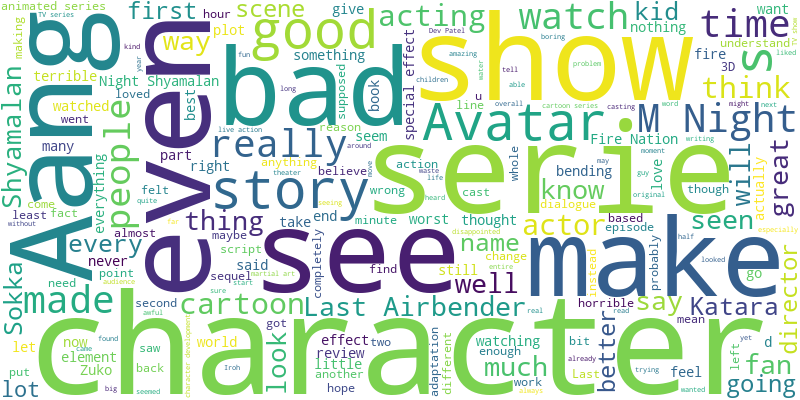 animated series
TV series
Aang
even
bad
show
serie
see
make
character
story
good
really
Avatar
M Night
Last Airbender
Shyamalan
Night Shyamalan
Sokka
Katara
Zuko
Iroh
Fire Nation
Dev Patel
first
scene
acting
watch
kid
time
s
think
way
hour
give
plot
nothing
want
making
kind
year
terrible
loved
something
supposed
book
special effect
fire
3D
understand
liked
TV show
watched
best
fun
long
children
u
line
boring
amazing
tell
able
overall
problem
cartoon series
casting
word
might
next
writing
went
people
many
part
reason
seem
live action
around
water
will
great
everything
felt
right
anything
theater
believe
move
action
waste
life
heard
whole
bending
may
moment
guy
original
love
though
actually
come
least
fact
quite
without
almost
thing
maybe
take
end
minute
wrong
worst
cast
thought
dialogue
know
based
episode
seen
made
every
never
script
said
completely
seeing
disappointed
actor
name
still
change
entire
instead
probably
half
looked
especially
need
point
far
audience
sequel
martial art
start
sure
find
well
go
director
cartoon
say
horrible
real
read
mean
let
now
second
awful
look
got
effect
review
two
adaptation
watching
enough
different
bit
better
d
already
yet
trying
wanted
fan
element
saw
world
back
little
another
hope
much
work
Last
feel
left
going
lot
put
big
found
came
seemed
character development
always